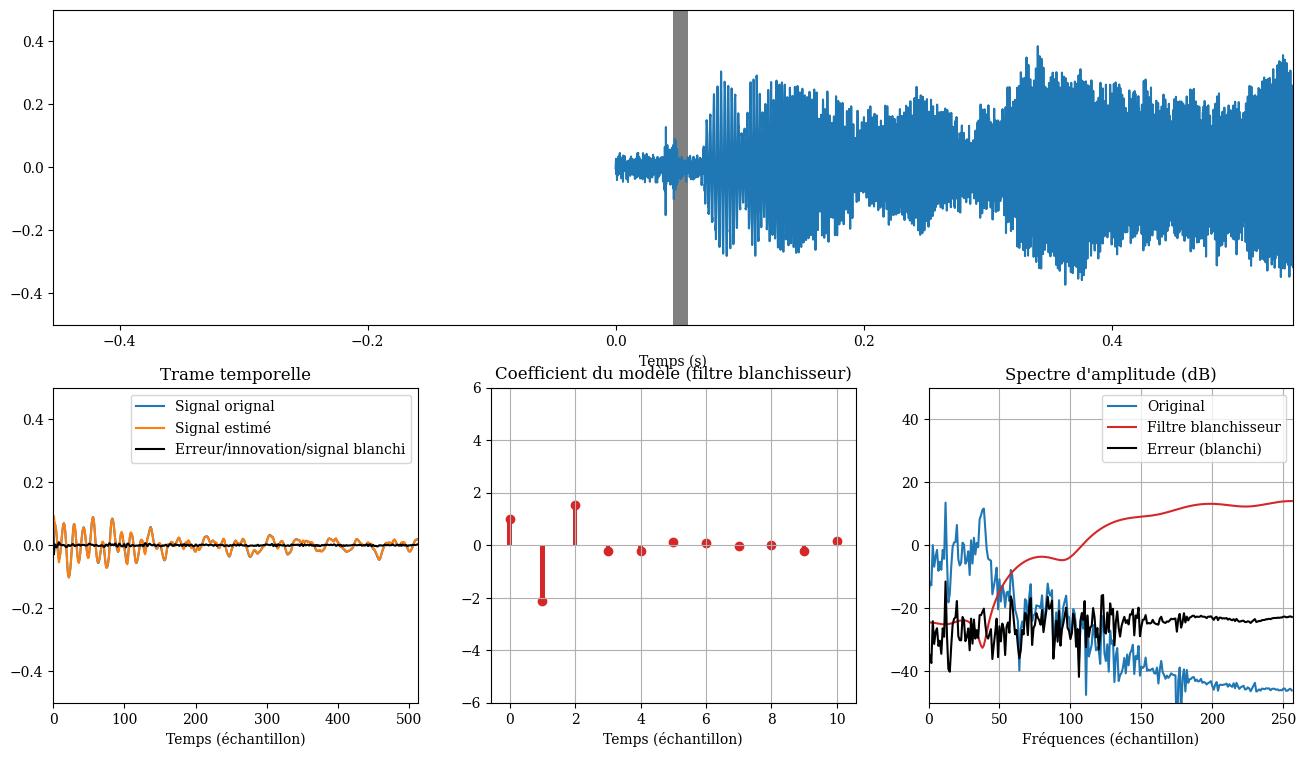 0.4
0.2
0.0
−0.2
−0.4
−0.4 −0.2 0.0 0.2 0.4
Temps (s)
Trame temporelle
Signal orignal
Signal estimé
Erreur/innovation/signal blanchi
0.4
0.2
0.0
−0.2
−0.4
0 100 200 300 400 500
Temps (échantillon)
Coefficient du modèle (filtre blanchisseur)
6
4
2
0
−2
−4
−6
0 2 4 6 8 10
Temps (échantillon)
Spectre d'amplitude (dB)
Original
Filtre blanchisseur
Erreur (blanchi)
40
20
0
−20
−40
0 50 100 150 200 250
Fréquences (échantillon)